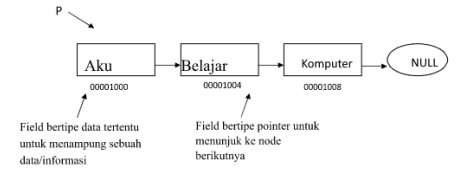 P
Aku
Belajar
Komputer
NULL
00001000
00001004
00001008
Field bertipe data tertentu
untuk menampung sebuah
data/informasi
Field bertipe pointer untuk
menunjuk ke node
berikutnya